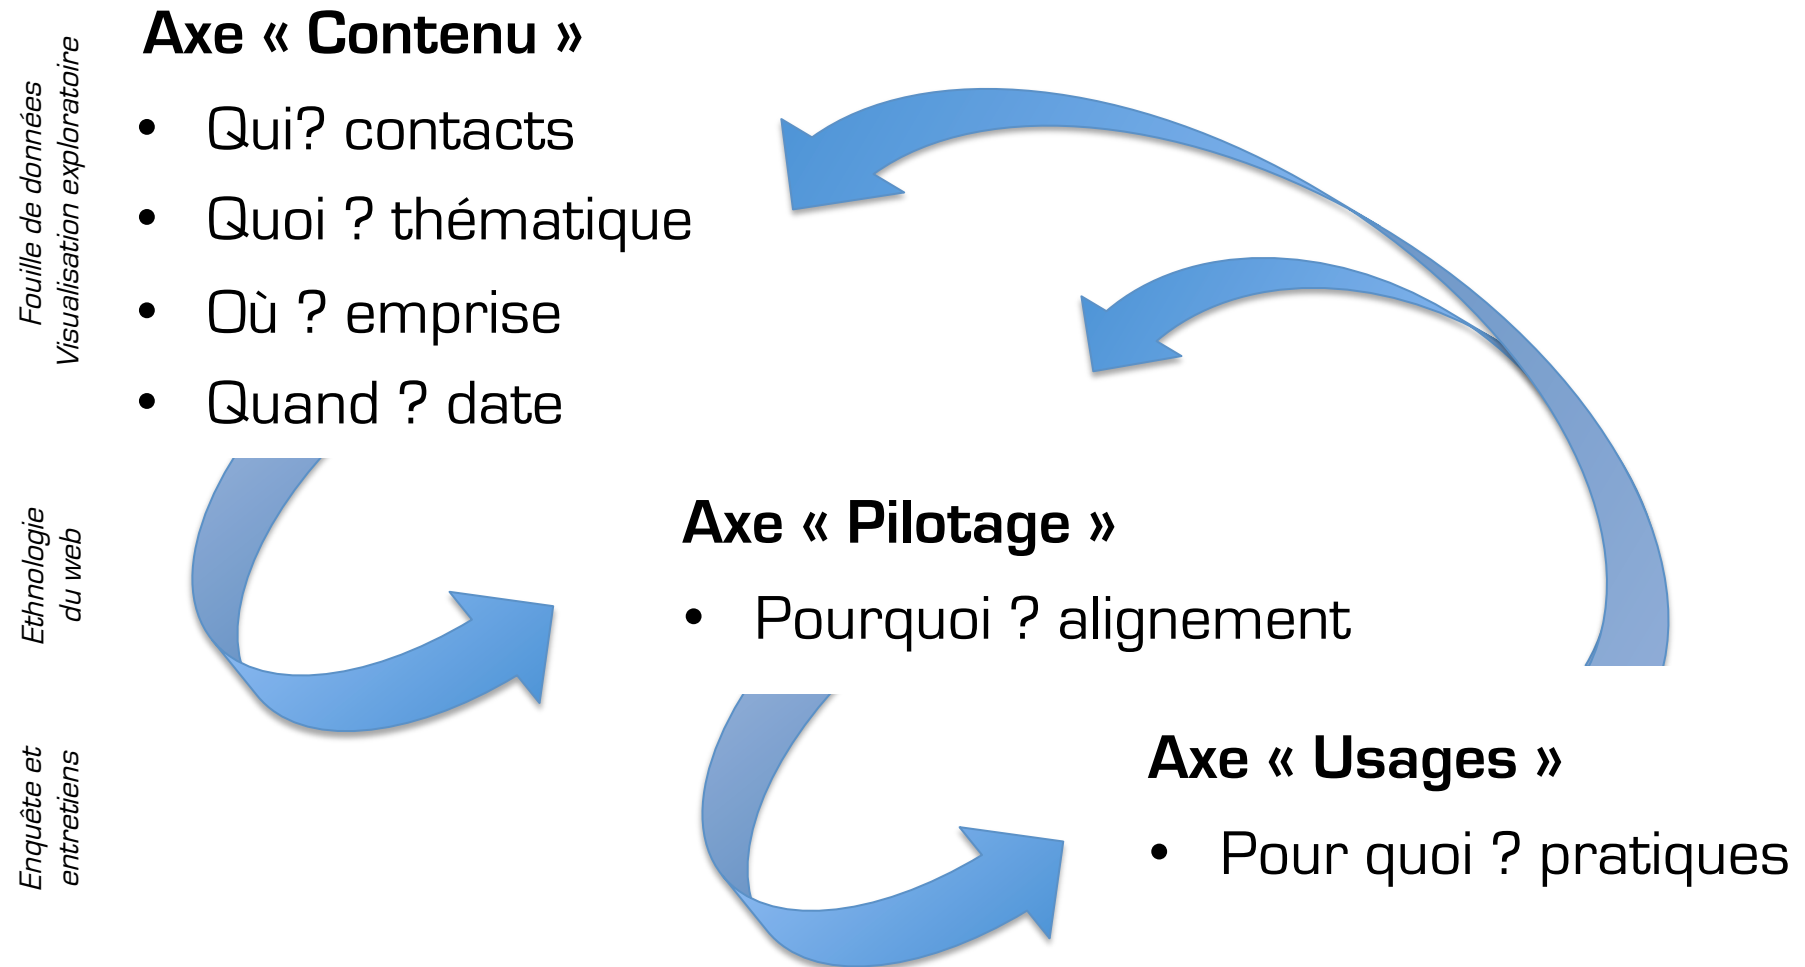 Axe « Contenu »
• Qui? contacts
• Quoi ? thématique
• Où ? emprise
• Quand ? date
Fouille de données
Visualisation exploratoire
Axe « Pilotage »
• Pourquoi ? alignement
Ethnologie
du web
Axe « Usages »
• Pour quoi ? pratiques
Enquête et
entretiens